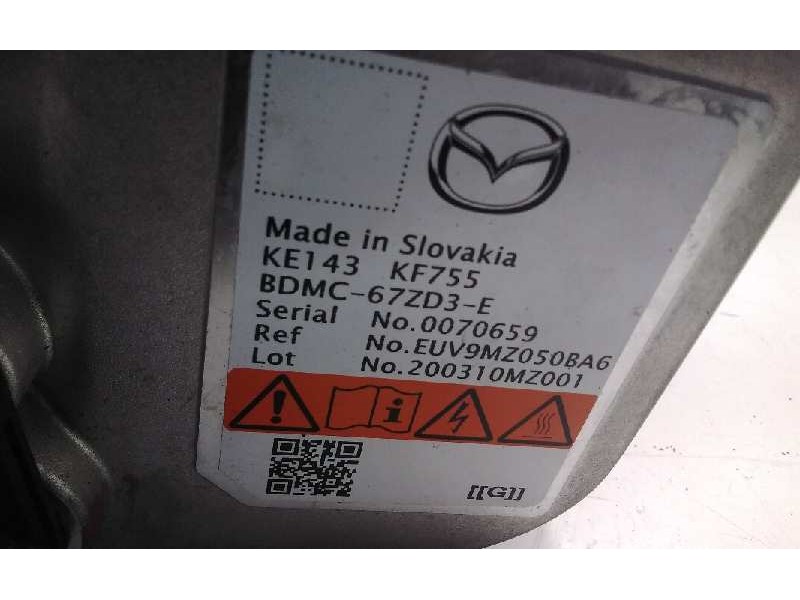 Made in Slovakia
KE143 KF755
BDMC-67ZD3-E
Serial No.0070659
Ref No.EUV9MZ050BA6
Lot No.200310MZ001
[[G]]